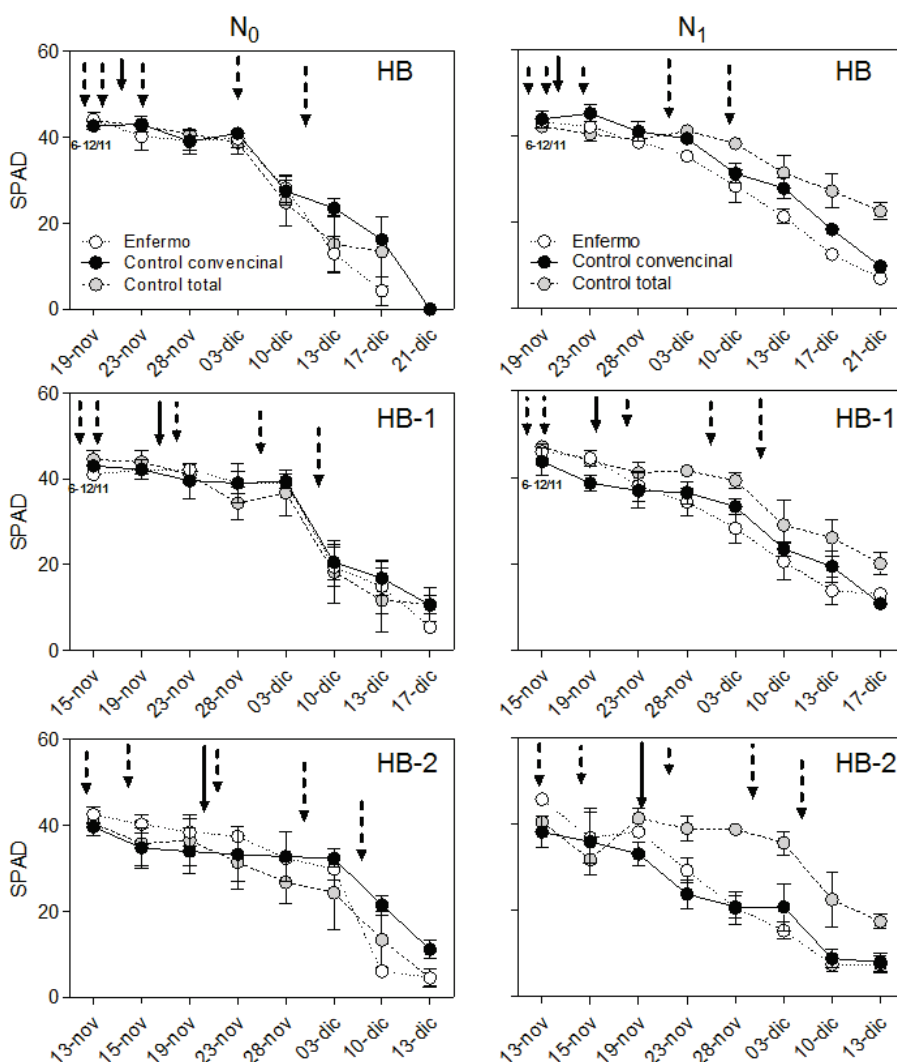 N₀
N₁
60
40
20
0
SPAD
HB
6-12/11
Enfermo
Control convencinal
Control total
19-nov
23-nov
28-nov
03-dic
10-dic
13-dic
17-dic
21-dic
HB
6-12/11
Enfermo
Control convencinal
Control total
19-nov
23-nov
28-nov
03-dic
10-dic
13-dic
17-dic
21-dic
60
40
20
0
SPAD
HB-1
6-12/11
15-nov
19-nov
23-nov
28-nov
03-dic
10-dic
13-dic
17-dic
HB-1
6-12/11
15-nov
19-nov
23-nov
28-nov
03-dic
10-dic
13-dic
17-dic
60
40
20
0
SPAD
HB-2
13-nov
15-nov
19-nov
23-nov
28-nov
03-dic
10-dic
13-dic
HB-2
13-nov
15-nov
19-nov
23-nov
28-nov
03-dic
10-dic
13-dic